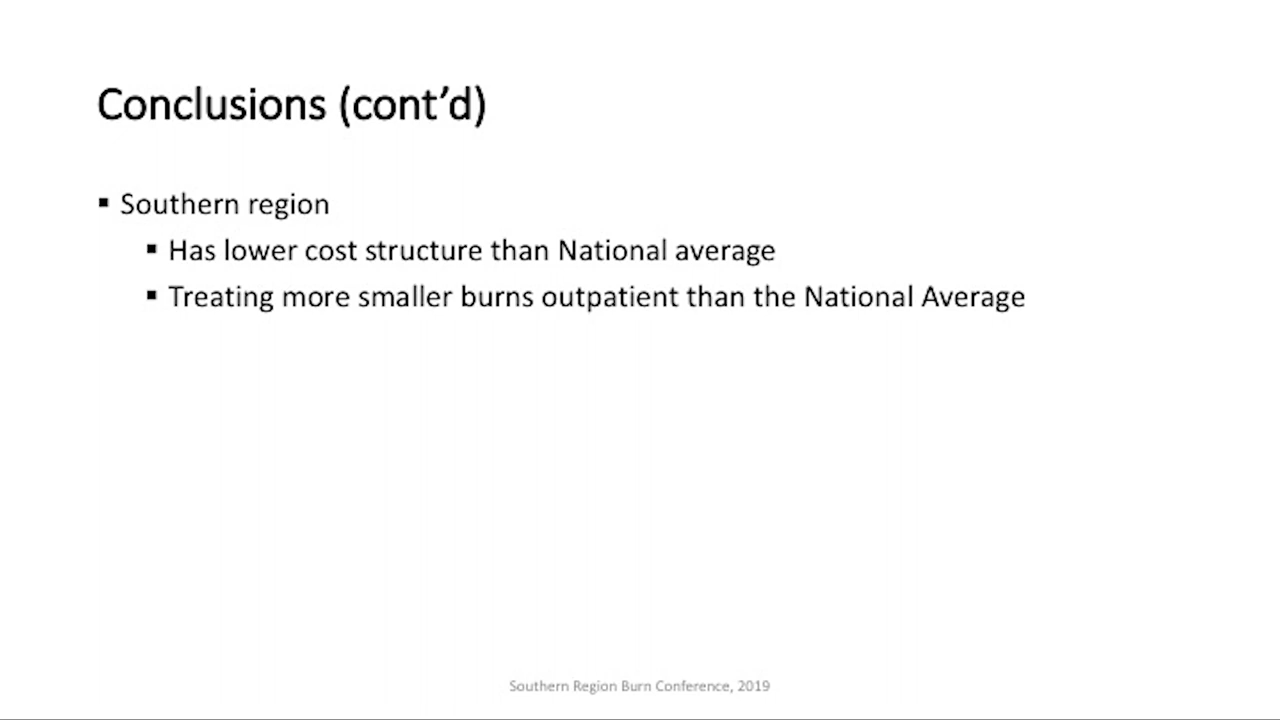 Conclusions (cont’d)
▪ Southern region
▪ Has lower cost structure than National average
▪ Treating more smaller burns outpatient than the National Average
Southern Region Burn Conference, 2019